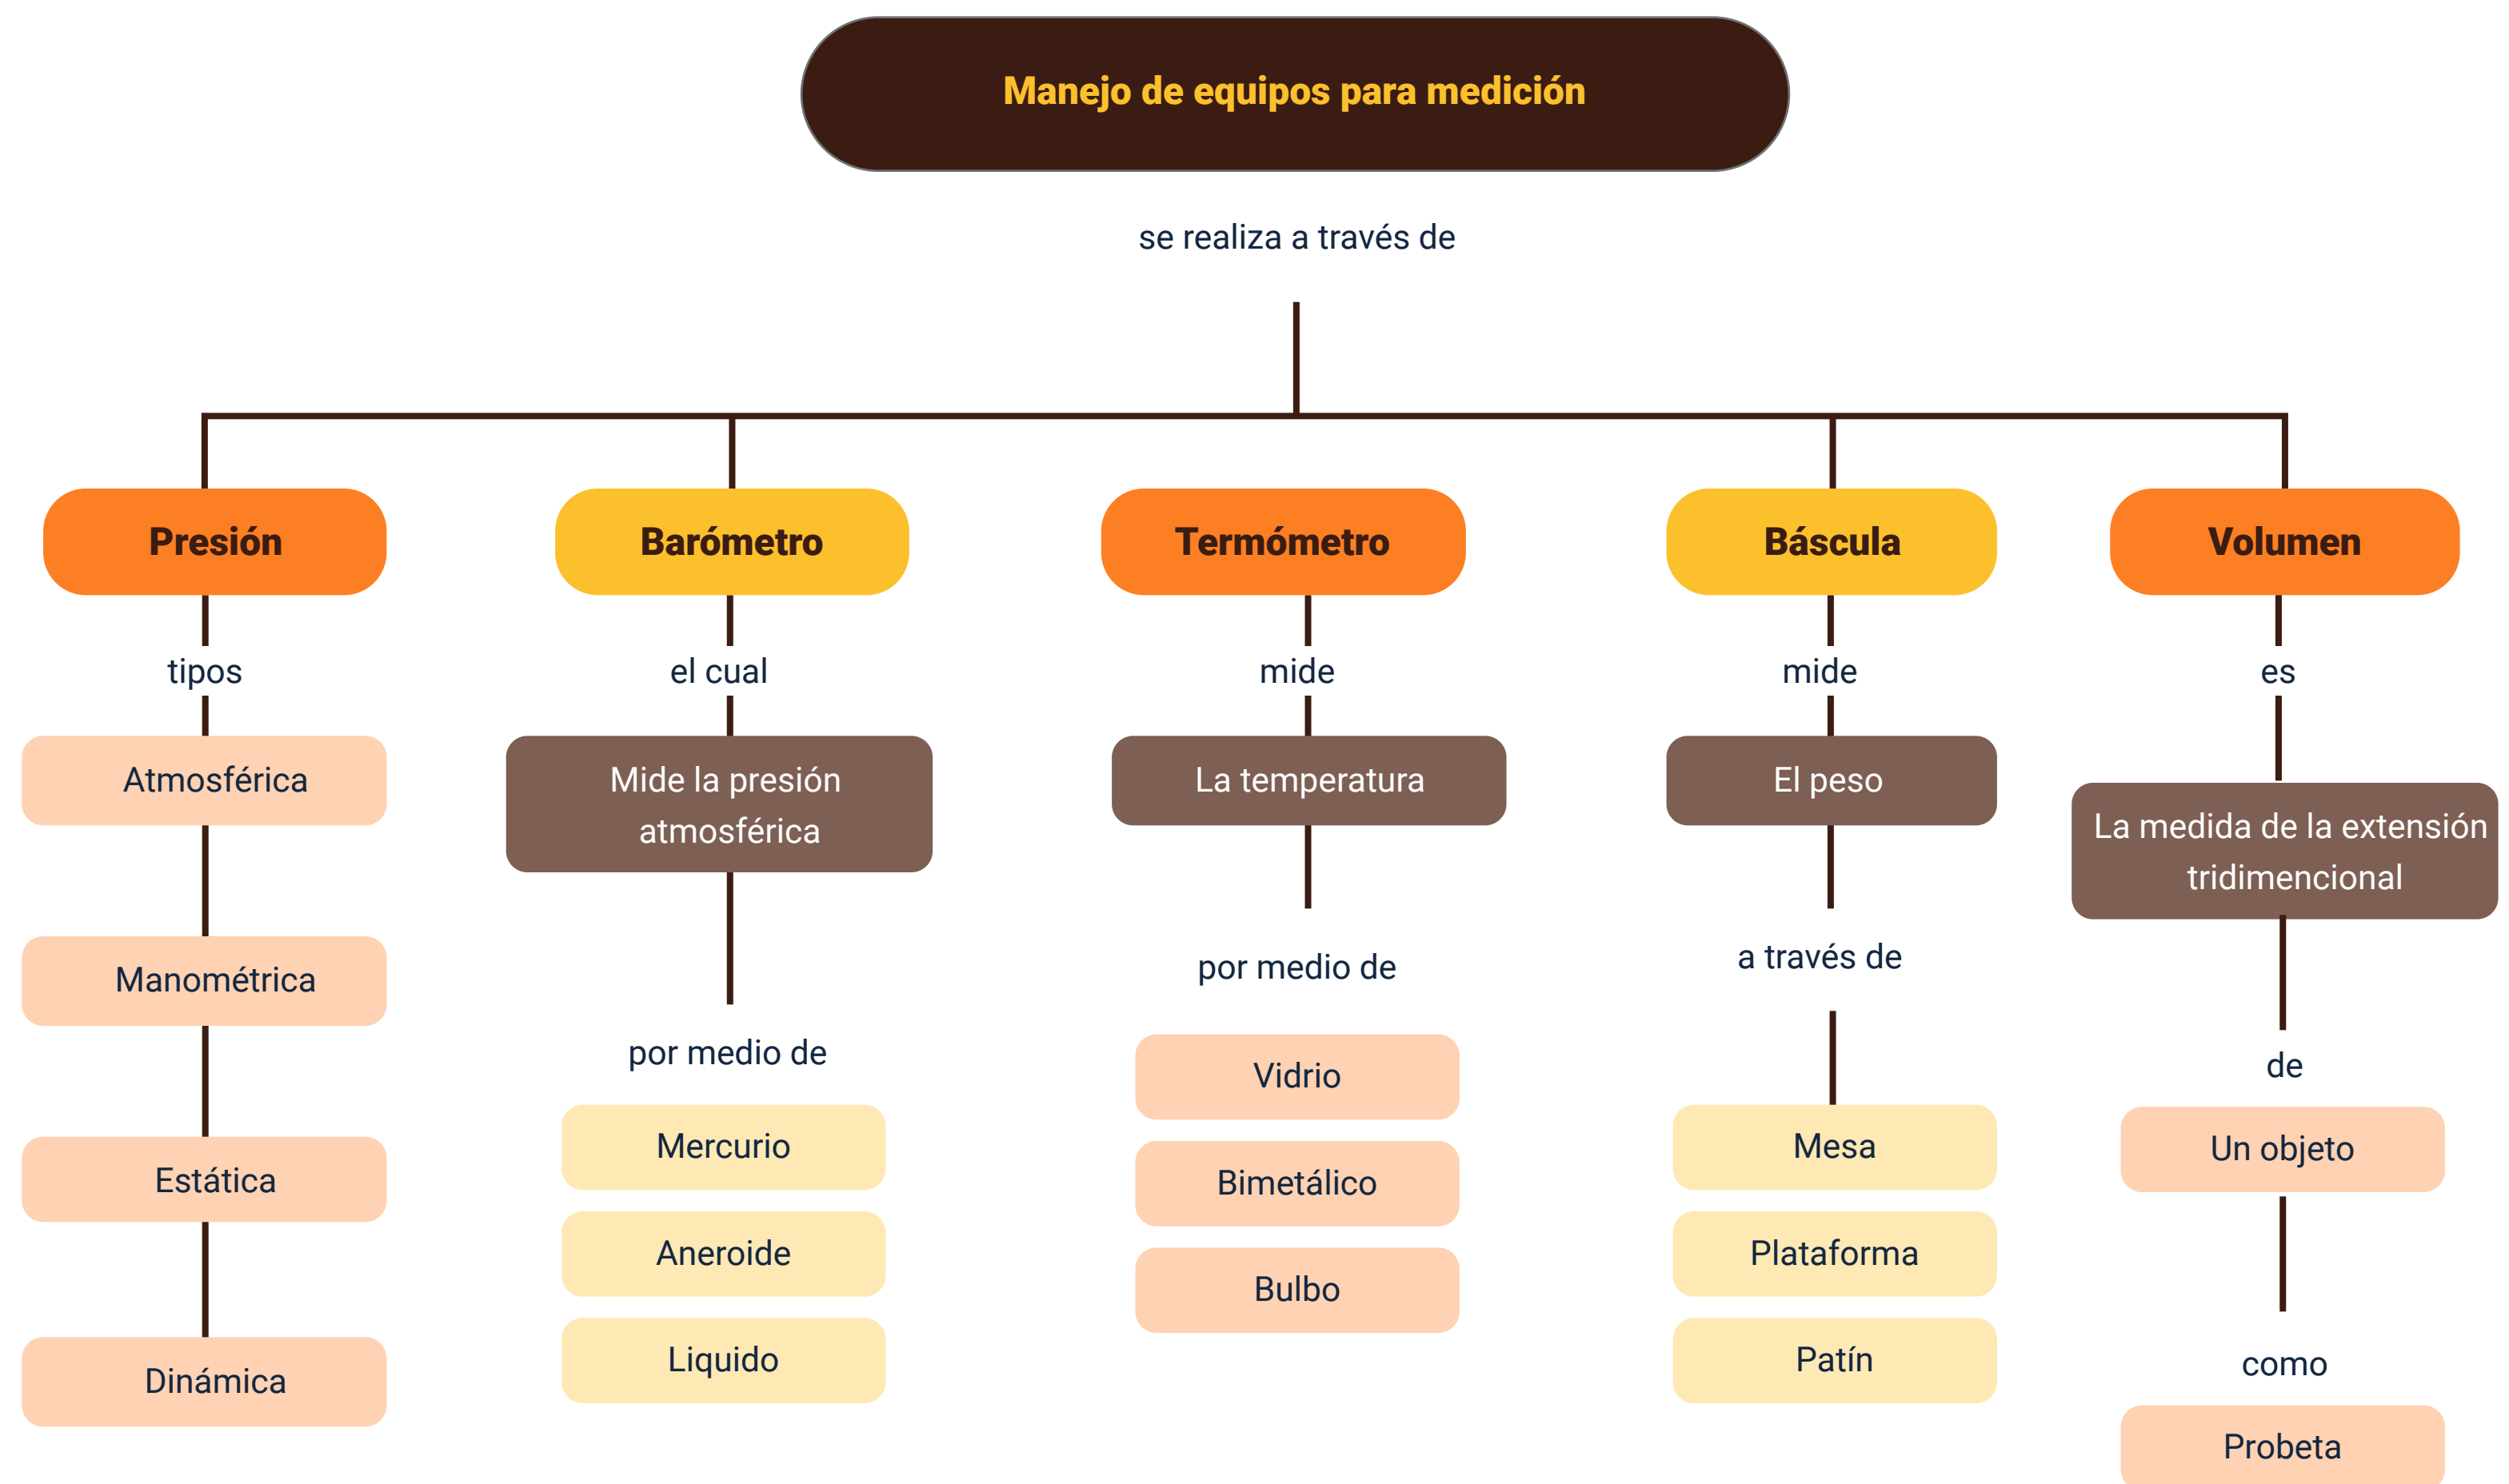 Manejo de equipos para medición
se realiza a través de
Presión
tipos
Atmosférica
Manométrica
Estática
Dinámica
Barómetro
el cual
Mide la presión
atmosférica
por medio de
Mercurio
Aneroide
Liquido
Termómetro
mide
La temperatura
por medio de
Vidrio
Bimetálico
Bulbo
Báscula
mide
El peso
a través de
Mesa
Plataforma
Patín
Volumen
es
La medida de la extensión
tridimencional
de
Un objeto
como
Probeta